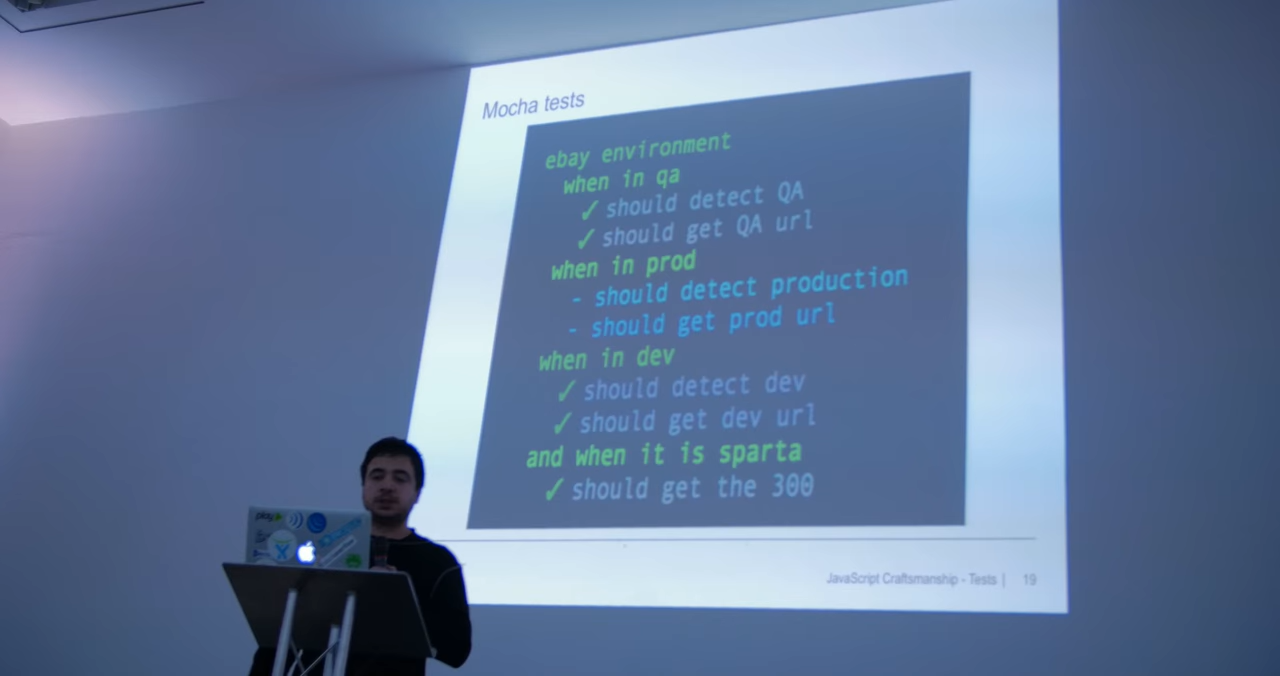 Mocha tests
ebay environment
when in qa
✓ should detect QA
✓ should get QA url
when in prod
- should detect production
- should get prod url
when in dev
✓ should detect dev
✓ should get dev url
and when it is sparta
✓ should get the 300
JavaScript Craftsmanship - Tests | 19
play